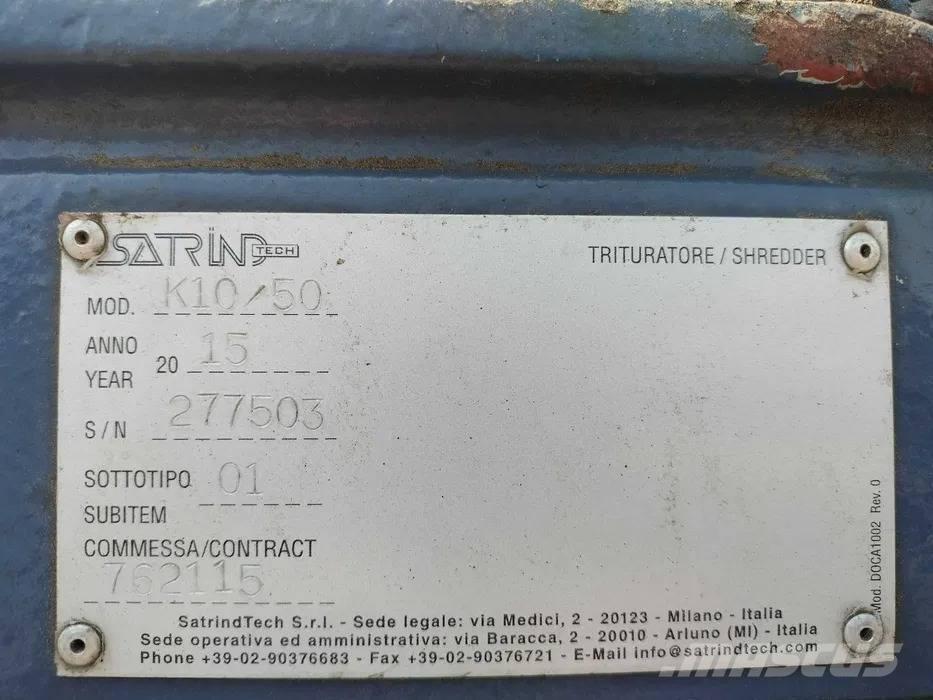 SATRIND TECH
TRITURATORE / SHREDDER
MOD. K10/50
ANNO
YEAR 20 15
S/N 277503
SOTTOTIPO 01
SUBITEM
COMMESSA/CONTRACT
762115
SatrindTech S.r.l. - Sede legale: via Medici, 2 - 20123 - Milano - Italia
Sede operativa ed amministrativa: via Baracca, 2 - 20010 - Arluno (MI) - Italia
Phone +39-02-90376683 - Fax +39-02-90376721 - E-Mail info@satrindtech.com
Mod. DOCA1002 Rev. 0
MASCUS